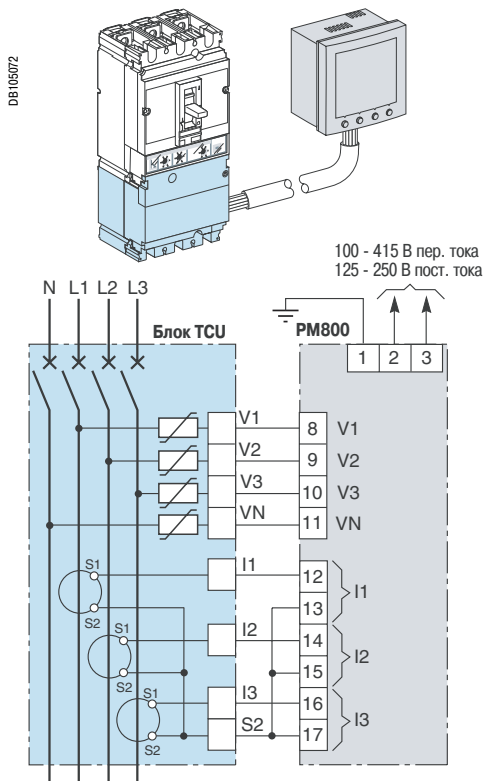 DB105072
100 - 415 В пер. тока
125 - 250 В пост. тока
N L1 L2 L3
Блок TCU
PM800
1 2 3
V1 8 V1
V2 9 V2
V3 10 V3
VN 11 VN
S1 I1 12
I1
S2 13
S1 I2 14
I2
S2 15
S1 I3 16
I3
S2 S2 17